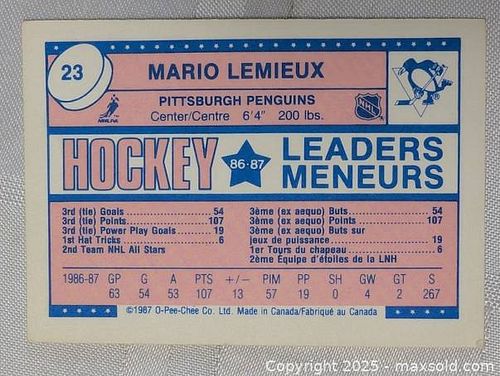 23
MARIO LEMIEUX
PITTSBURGH PENGUINS
Center/Centre 6'4" 200 lbs.
NHLPA
NHL
HOCKEY
86-87
LEADERS
MENEURS
3rd (tie) Goals 54
3rd (tie) Points 107
3rd (tie) Power Play Goals 19
1st Hat Tricks 6
2nd Team NHL All Stars
3ème (ex aequo) Buts 54
3ème (ex aequo) Points 107
3ème (ex aequo) Buts sur
jeux de puissance 19
1er Tours du chapeau 6
2ème Équipe d'étoiles de la LNH
1986-87 GP G A PTS +/- PIM PP SH GW GT S
63 54 53 107 13 57 19 0 4 2 267
©1987 O-Pee-Chee Co. Ltd. Made in Canada/Fabriqué au Canada
Copyright 2025 - maxsold.com